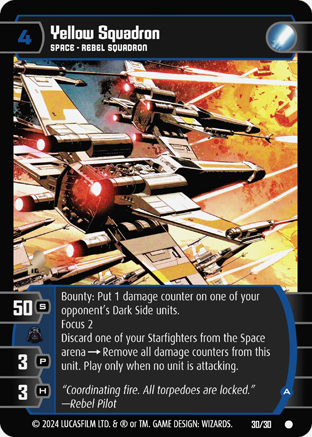 4
Yellow Squadron
SPACE - REBEL SQUADRON
50 S
Bounty: Put 1 damage counter on one of your
opponent's Dark Side units.
Focus 2
Discard one of your Starfighters from the Space
arena → Remove all damage counters from this
unit. Play only when no unit is attacking.
3 P
3 H
“Coordinating fire. All torpedoes are locked.”
—Rebel Pilot
A
© 2024 LUCASFILM LTD. & ® or TM. GAME DESIGN: WIZARDS.
30/30